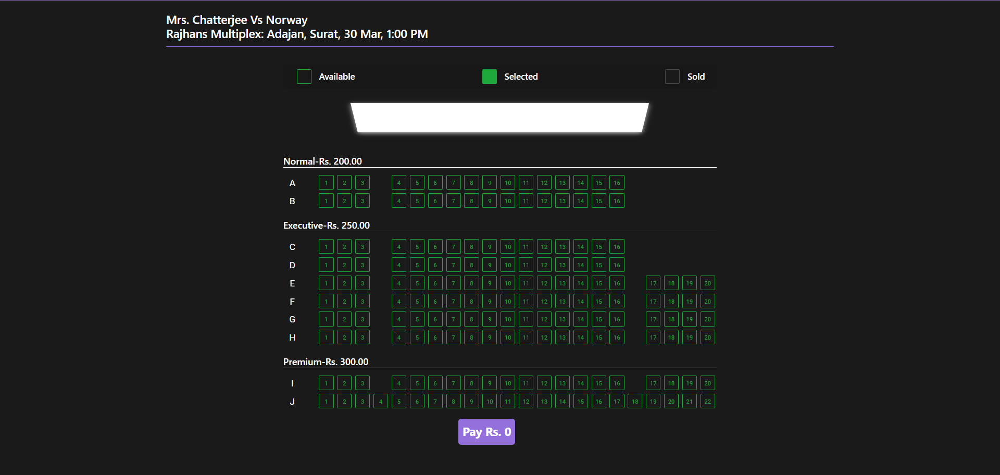 Mrs. Chatterjee Vs Norway
Rajhans Multiplex: Adajan, Surat, 30 Mar, 1:00 PM
Available Selected Sold
Normal-Rs. 200.00
A 1 2 3 4 5 6 7 8 9 10 11 12 13 14 15 16
B 1 2 3 4 5 6 7 8 9 10 11 12 13 14 15 16
Executive-Rs. 250.00
C 1 2 3 4 5 6 7 8 9 10 11 12 13 14 15 16
D 1 2 3 4 5 6 7 8 9 10 11 12 13 14 15 16
E 1 2 3 4 5 6 7 8 9 10 11 12 13 14 15 16 17 18 19 20
F 1 2 3 4 5 6 7 8 9 10 11 12 13 14 15 16 17 18 19 20
G 1 2 3 4 5 6 7 8 9 10 11 12 13 14 15 16 17 18 19 20
H 1 2 3 4 5 6 7 8 9 10 11 12 13 14 15 16 17 18 19 20
Premium-Rs. 300.00
I 1 2 3 4 5 6 7 8 9 10 11 12 13 14 15 16 17 18 19 20
J 1 2 3 4 5 6 7 8 9 10 11 12 13 14 15 16 17 18 19 20 21 22
Pay Rs. 0